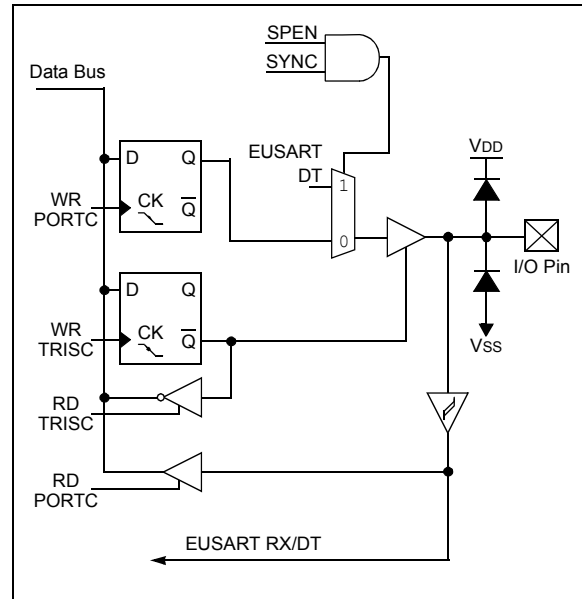 SPEN
SYNC
Data Bus
EUSART
DT
VDD
D
Q
1
WR
PORTC
CK
Q
0
I/O Pin
D
Q
WR
TRISC
CK
Q
VSS
RD
TRISC
RD
PORTC
EUSART RX/DT